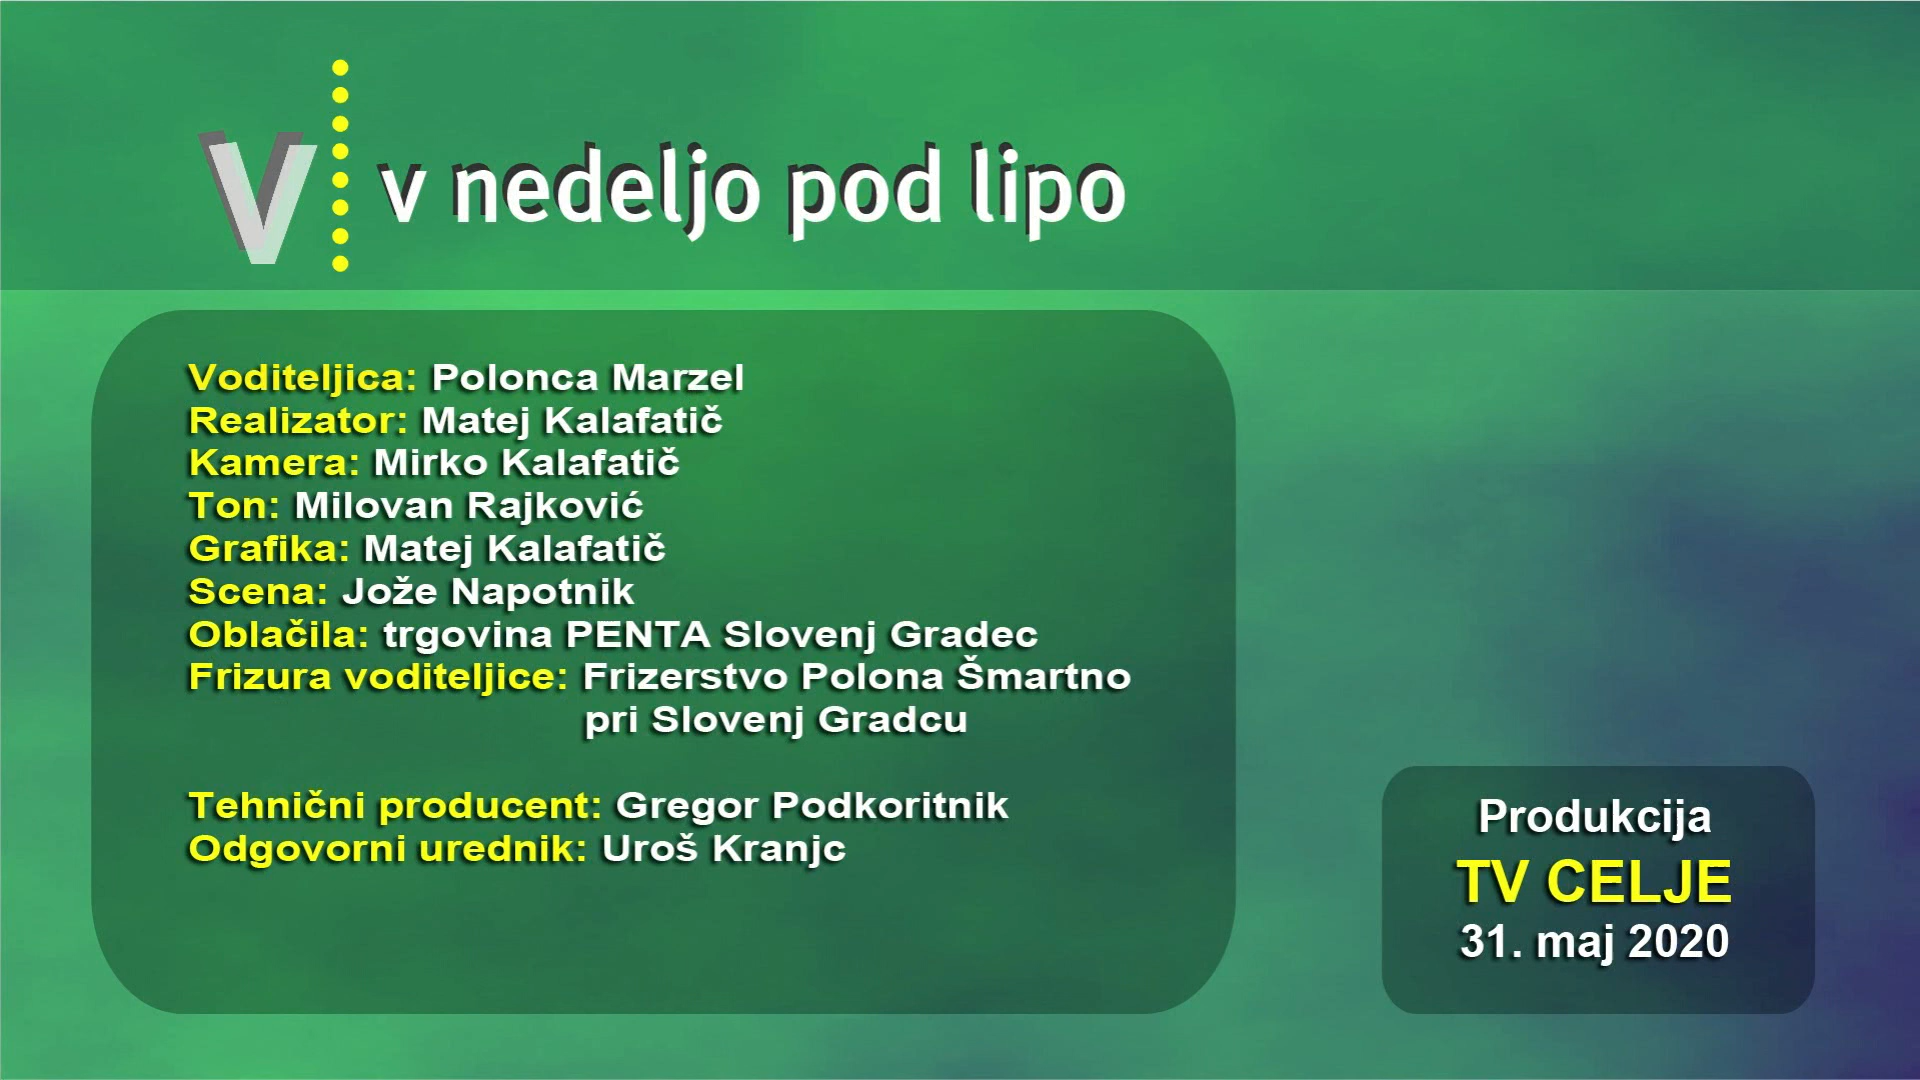 V
v nedeljo pod lipo
Voditeljica: Polonca Marzel
Realizator: Matej Kalafatič
Kamera: Mirko Kalafatič
Ton: Milovan Rajković
Grafika: Matej Kalafatič
Scena: Jože Napotnik
Oblačila: trgovina PENTA Slovenj Gradec
Frizura voditeljice: Frizerstvo Polona Šmartno
pri Slovenj Gradcu
Tehnični producent: Gregor Podkoritnik
Odgovorni urednik: Uroš Kranjc
Produkcija
TV CELJE
31. maj 2020